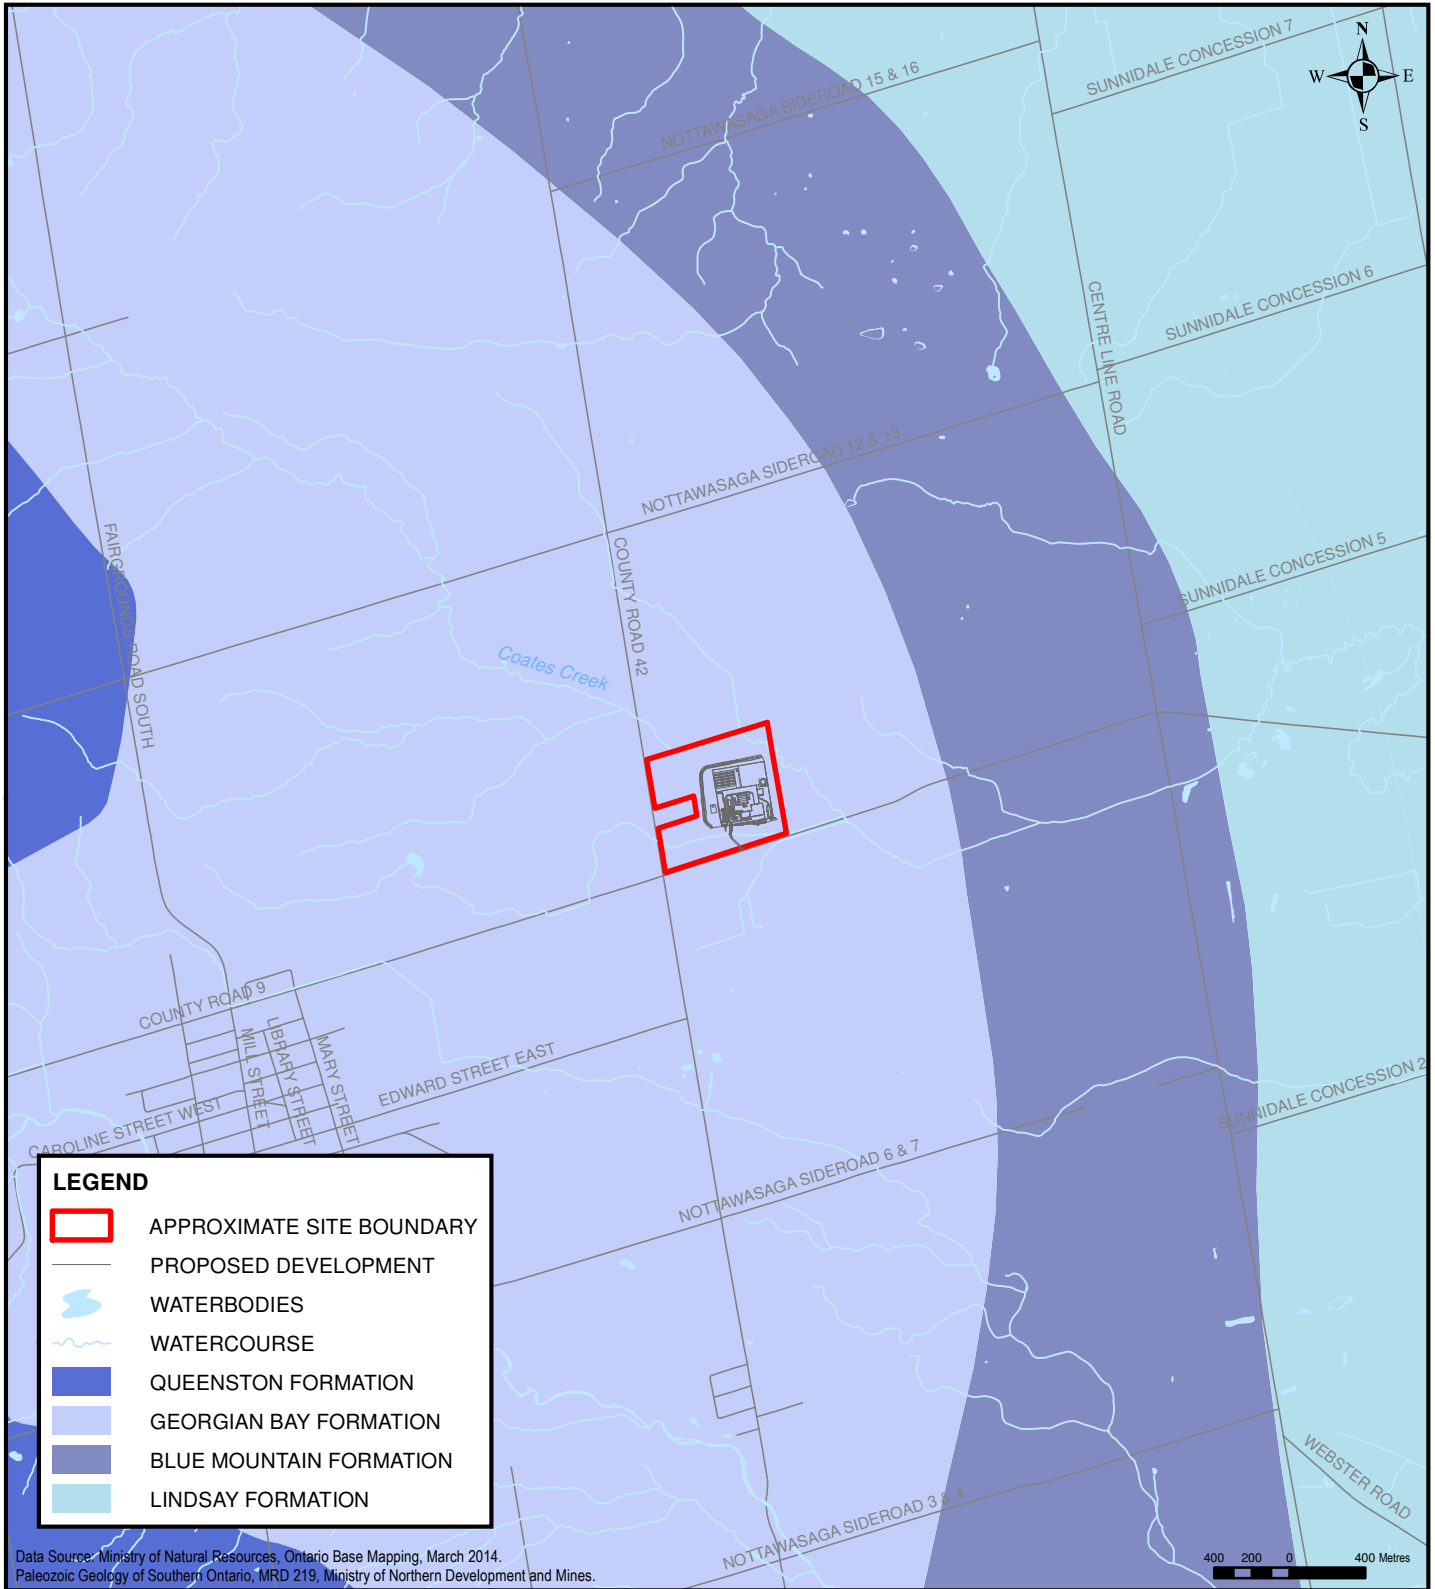 N
W E
S
SUNNIDALE CONCESSION 7
NOTTAWASAGA SIDEROAD 15 & 16
SUNNIDALE CONCESSION 6
CENTRE LINE ROAD
NOTTAWASAGA SIDEROAD 12 & 13
SUNNIDALE CONCESSION 5
FAIRGROUNDS ROAD SOUTH
COUNTY ROAD 42
Coates Creek
COUNTY ROAD 9
MILL STREET
LIBRARY STREET
MARY STREET
EDWARD STREET EAST
CAROLINE STREET WEST
SUNNIDALE CONCESSION 2
NOTTAWASAGA SIDEROAD 6 & 7
WEBSTER ROAD
NOTTAWASAGA SIDEROAD 3 & 4
LEGEND
APPROXIMATE SITE BOUNDARY
PROPOSED DEVELOPMENT
WATERBODIES
WATERCOURSE
QUEENSTON FORMATION
GEORGIAN BAY FORMATION
BLUE MOUNTAIN FORMATION
LINDSAY FORMATION
Data Source: Ministry of Natural Resources, Ontario Base Mapping, March 2014.
Paleozoic Geology of Southern Ontario, MRD 219, Ministry of Northern Development and Mines.
400 200 0 400 Metres